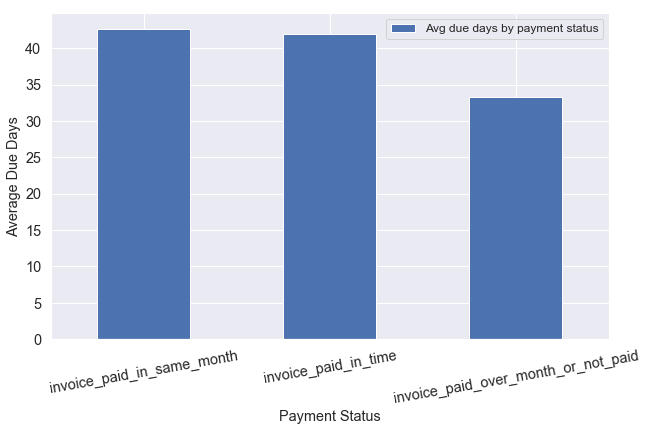 Avg due days by payment status
Average Due Days
40
35
30
25
20
15
10
5
0
invoice_paid_in_same_month
invoice_paid_in_time
invoice_paid_over_month_or_not_paid
Payment Status